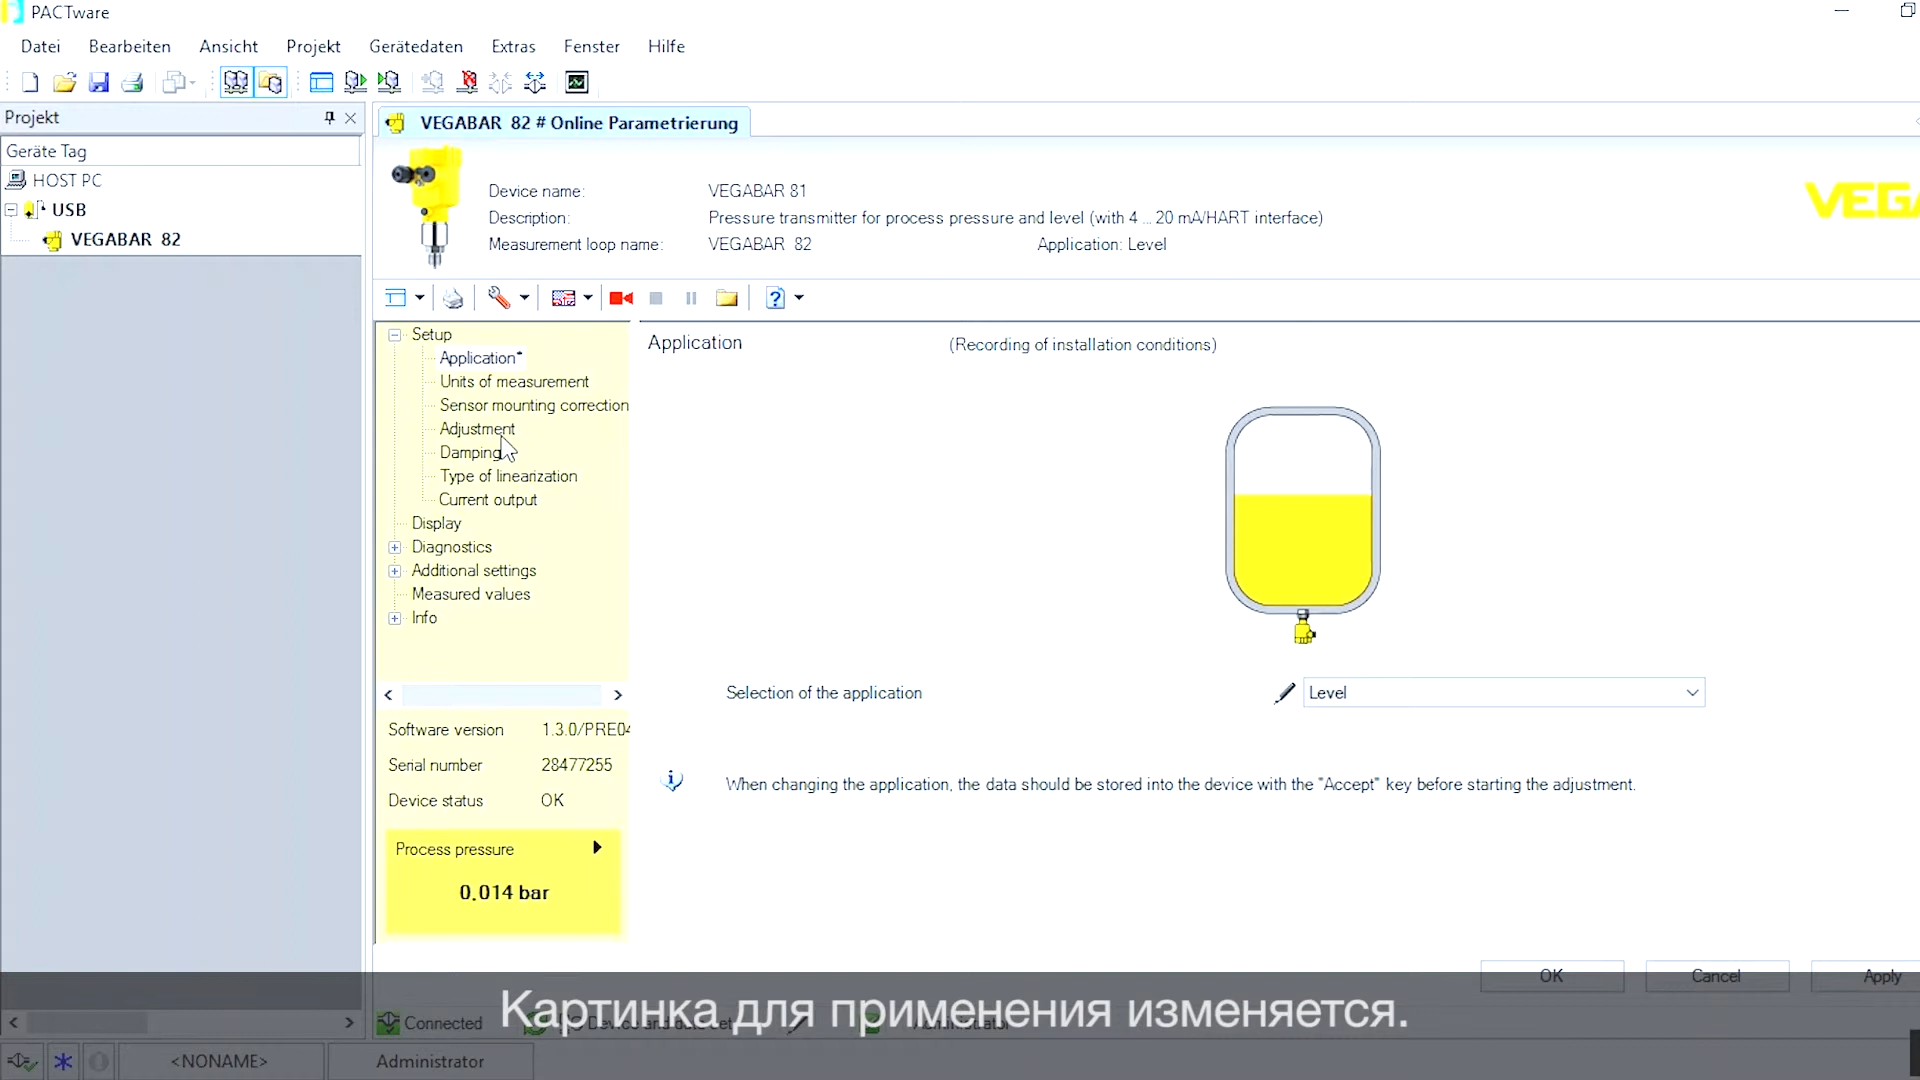 PACTware
Datei Bearbeiten Ansicht Projekt Gerätedaten Extras Fenster Hilfe
Projekt
Geräte Tag
HOST PC
USB
VEGABAR 82
VEGABAR 82 # Online Parametrierung
Device name: VEGABAR 81
Description: Pressure transmitter for process pressure and level (with 4 ... 20 mA/HART interface)
Measurement loop name: VEGABAR 82 Application: Level
VEGA
Setup
Application*
Units of measurement
Sensor mounting correction
Adjustment
Damping
Type of linearization
Current output
Display
Diagnostics
Additional settings
Measured values
Info
Software version 1.3.0/PRE04
Serial number 28477255
Device status OK
Process pressure
0,014 bar
Application (Recording of installation conditions)
Selection of the application Level
When changing the application, the data should be stored into the device with the "Accept" key before starting the adjustment.
OK Cancel Apply
Картинка для применения изменяется.
Connected
<NONAME> Administrator